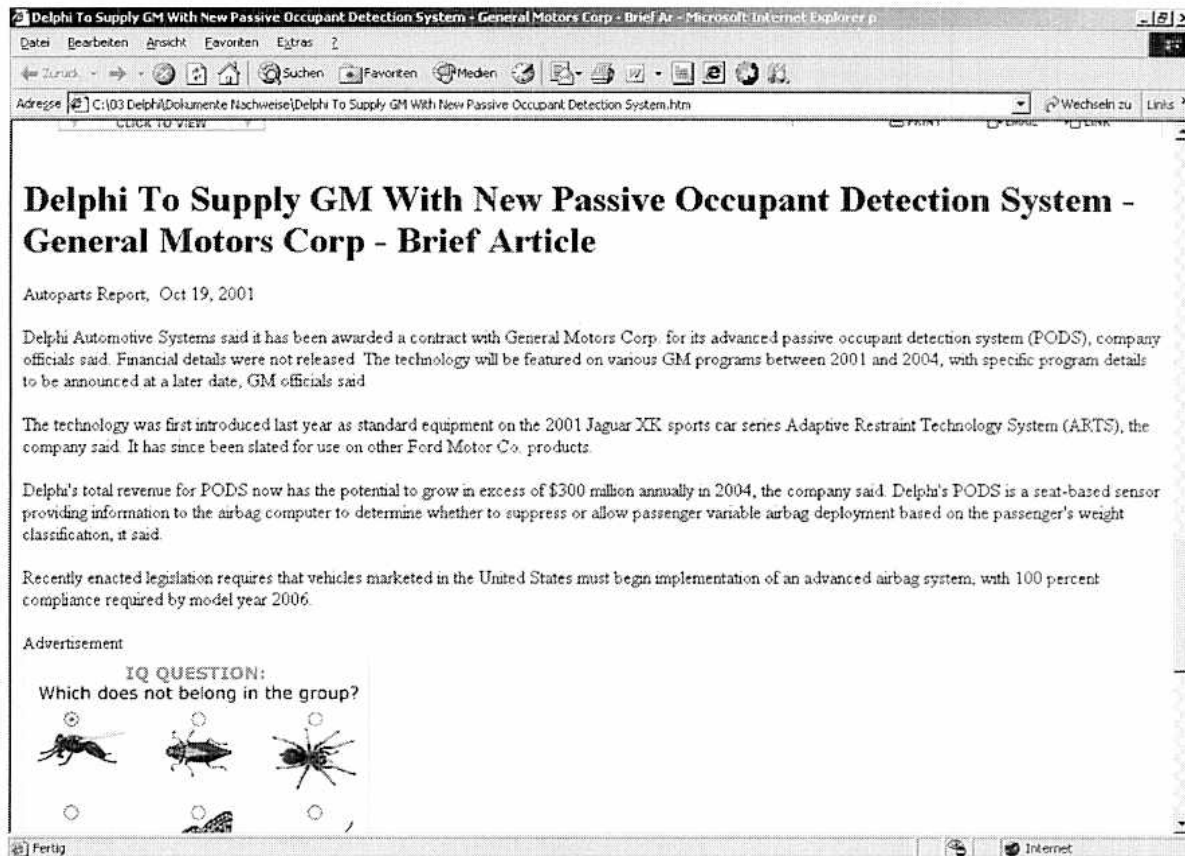 Delphi To Supply GM With New Passive Occupant Detection System - General Motors Corp - Brief Ar - Microsoft Internet Explorer p
Datei Bearbeiten Ansicht Favoriten Extras ?
Zurück Suchen Favoriten Medien
Adresse C:\03 Delphi\Dokumente Nachweise\Delphi To Supply GM With New Passive Occupant Detection System.htm Wechseln zu Links
CLICK TO VIEW PRINT EMAIL LINK
Delphi To Supply GM With New Passive Occupant Detection System -
General Motors Corp - Brief Article
Autoparts Report, Oct 19, 2001
Delphi Automotive Systems said it has been awarded a contract with General Motors Corp. for its advanced passive occupant detection system (PODS), company
officials said. Financial details were not released. The technology will be featured on various GM programs between 2001 and 2004, with specific program details
to be announced at a later date, GM officials said
The technology was first introduced last year as standard equipment on the 2001 Jaguar XK sports car series Adaptive Restraint Technology System (ARTS), the
company said. It has since been slated for use on other Ford Motor Co. products.
Delphi's total revenue for PODS now has the potential to grow in excess of $300 million annually in 2004, the company said. Delphi's PODS is a seat-based sensor
providing information to the airbag computer to determine whether to suppress or allow passenger variable airbag deployment based on the passenger's weight
classification, it said.
Recently enacted legislation requires that vehicles marketed in the United States must begin implementation of an advanced airbag system, with 100 percent
compliance required by model year 2006.
Advertisement
IQ QUESTION:
Which does not belong in the group?
Fertig Internet